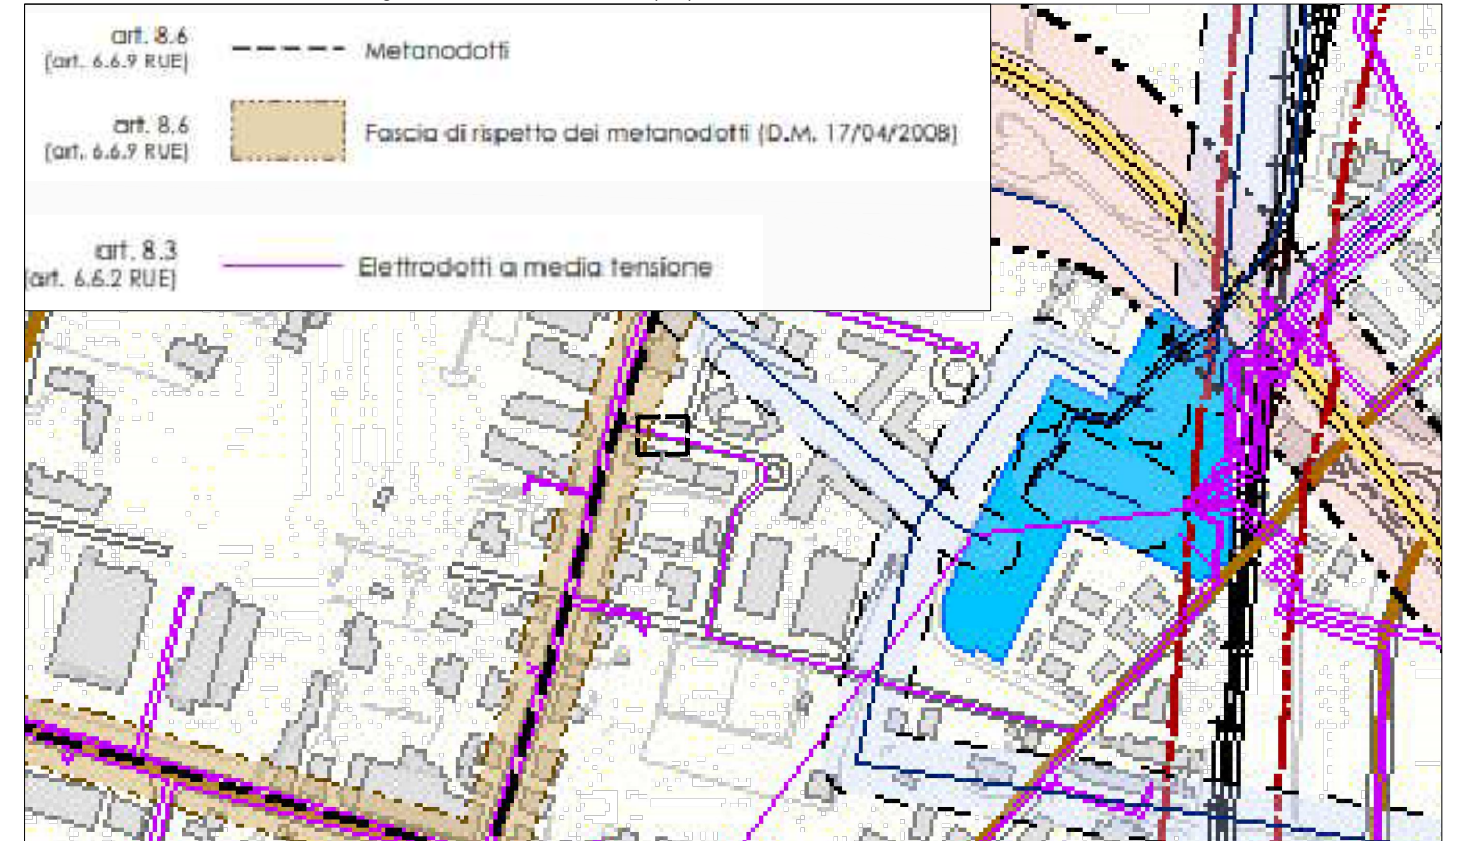 art. 8.6
(art. 6.6.9 RUE)
Metanodotti
art. 8.6
(art. 6.6.9 RUE)
Fascia di rispetto dei metanodotti (D.M. 17/04/2008)
art. 8.3
(art. 6.6.2 RUE)
Elettrodotti a media tensione